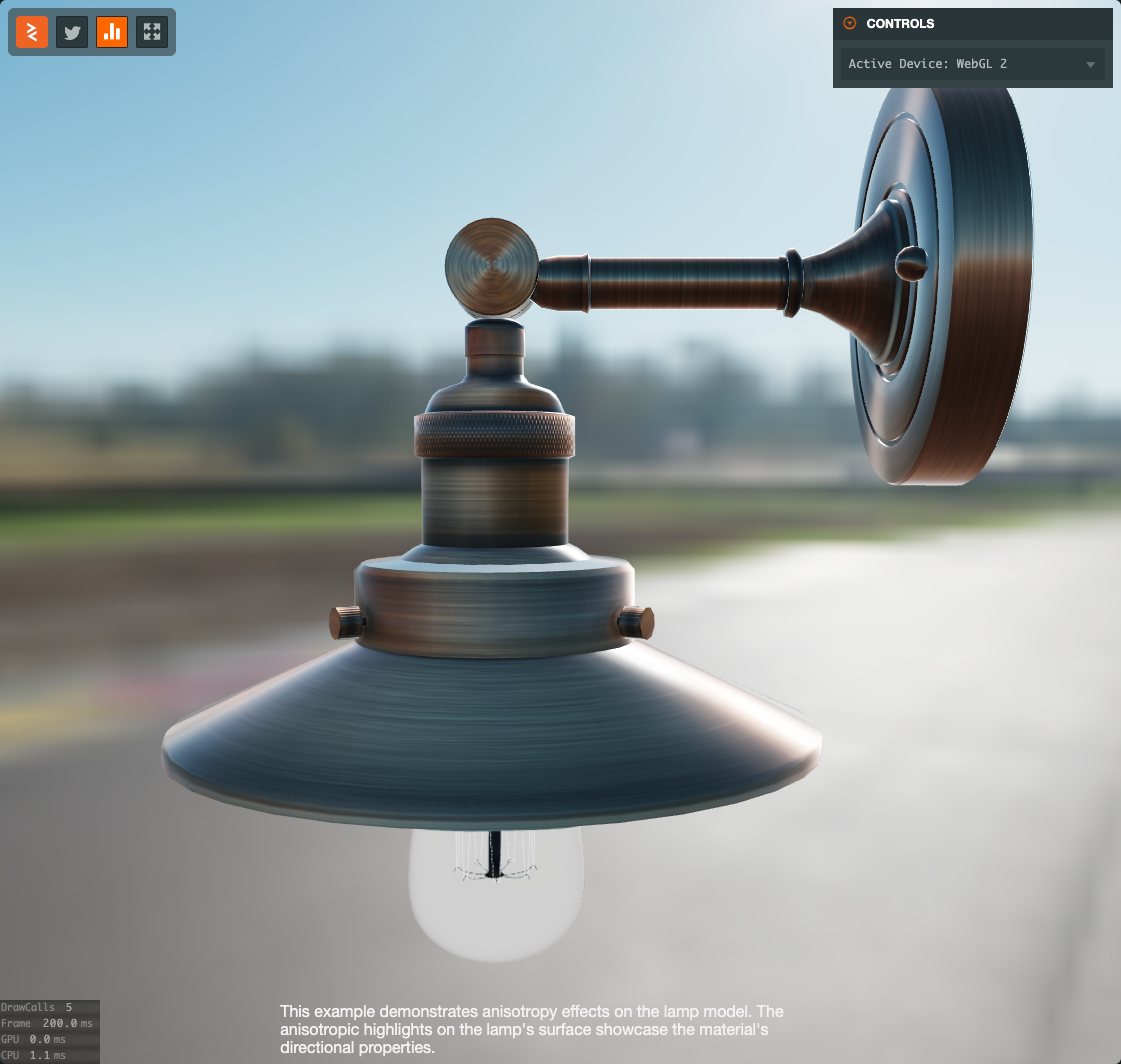 CONTROLS
Active Device: WebGL 2
DrawCalls 5
Frame 200.0 ms
GPU 0.0 ms
CPU 1.1 ms
This example demonstrates anisotropy effects on the lamp model. The
anisotropic highlights on the lamp's surface showcase the material's
directional properties.